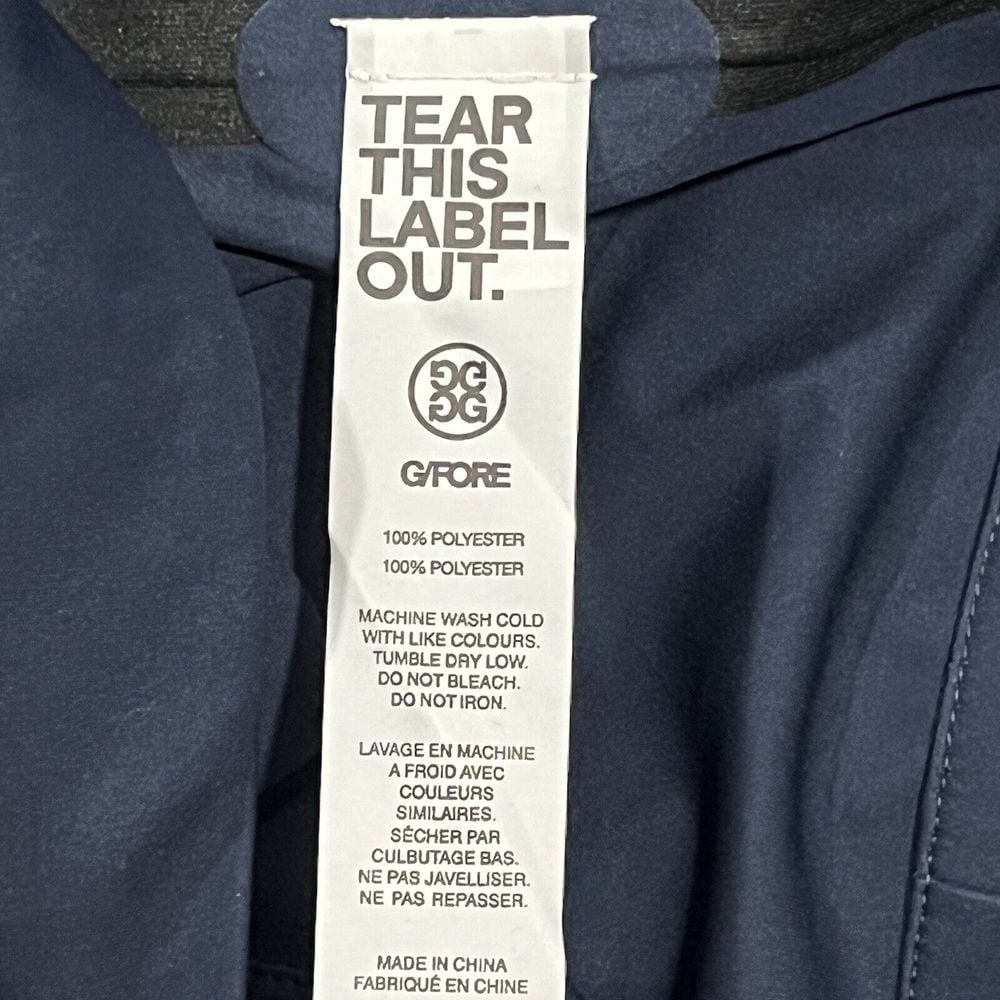 TEAR
THIS
LABEL
OUT.
GG
GG
G/FORE
100% POLYESTER
100% POLYESTER
MACHINE WASH COLD
WITH LIKE COLOURS.
TUMBLE DRY LOW.
DO NOT BLEACH.
DO NOT IRON.
LAVAGE EN MACHINE
A FROID AVEC
COULEURS
SIMILAIRES.
SÉCHER PAR
CULBUTAGE BAS.
NE PAS JAVELLISER.
NE PAS REPASSER.
MADE IN CHINA
FABRIQUÉ EN CHINE